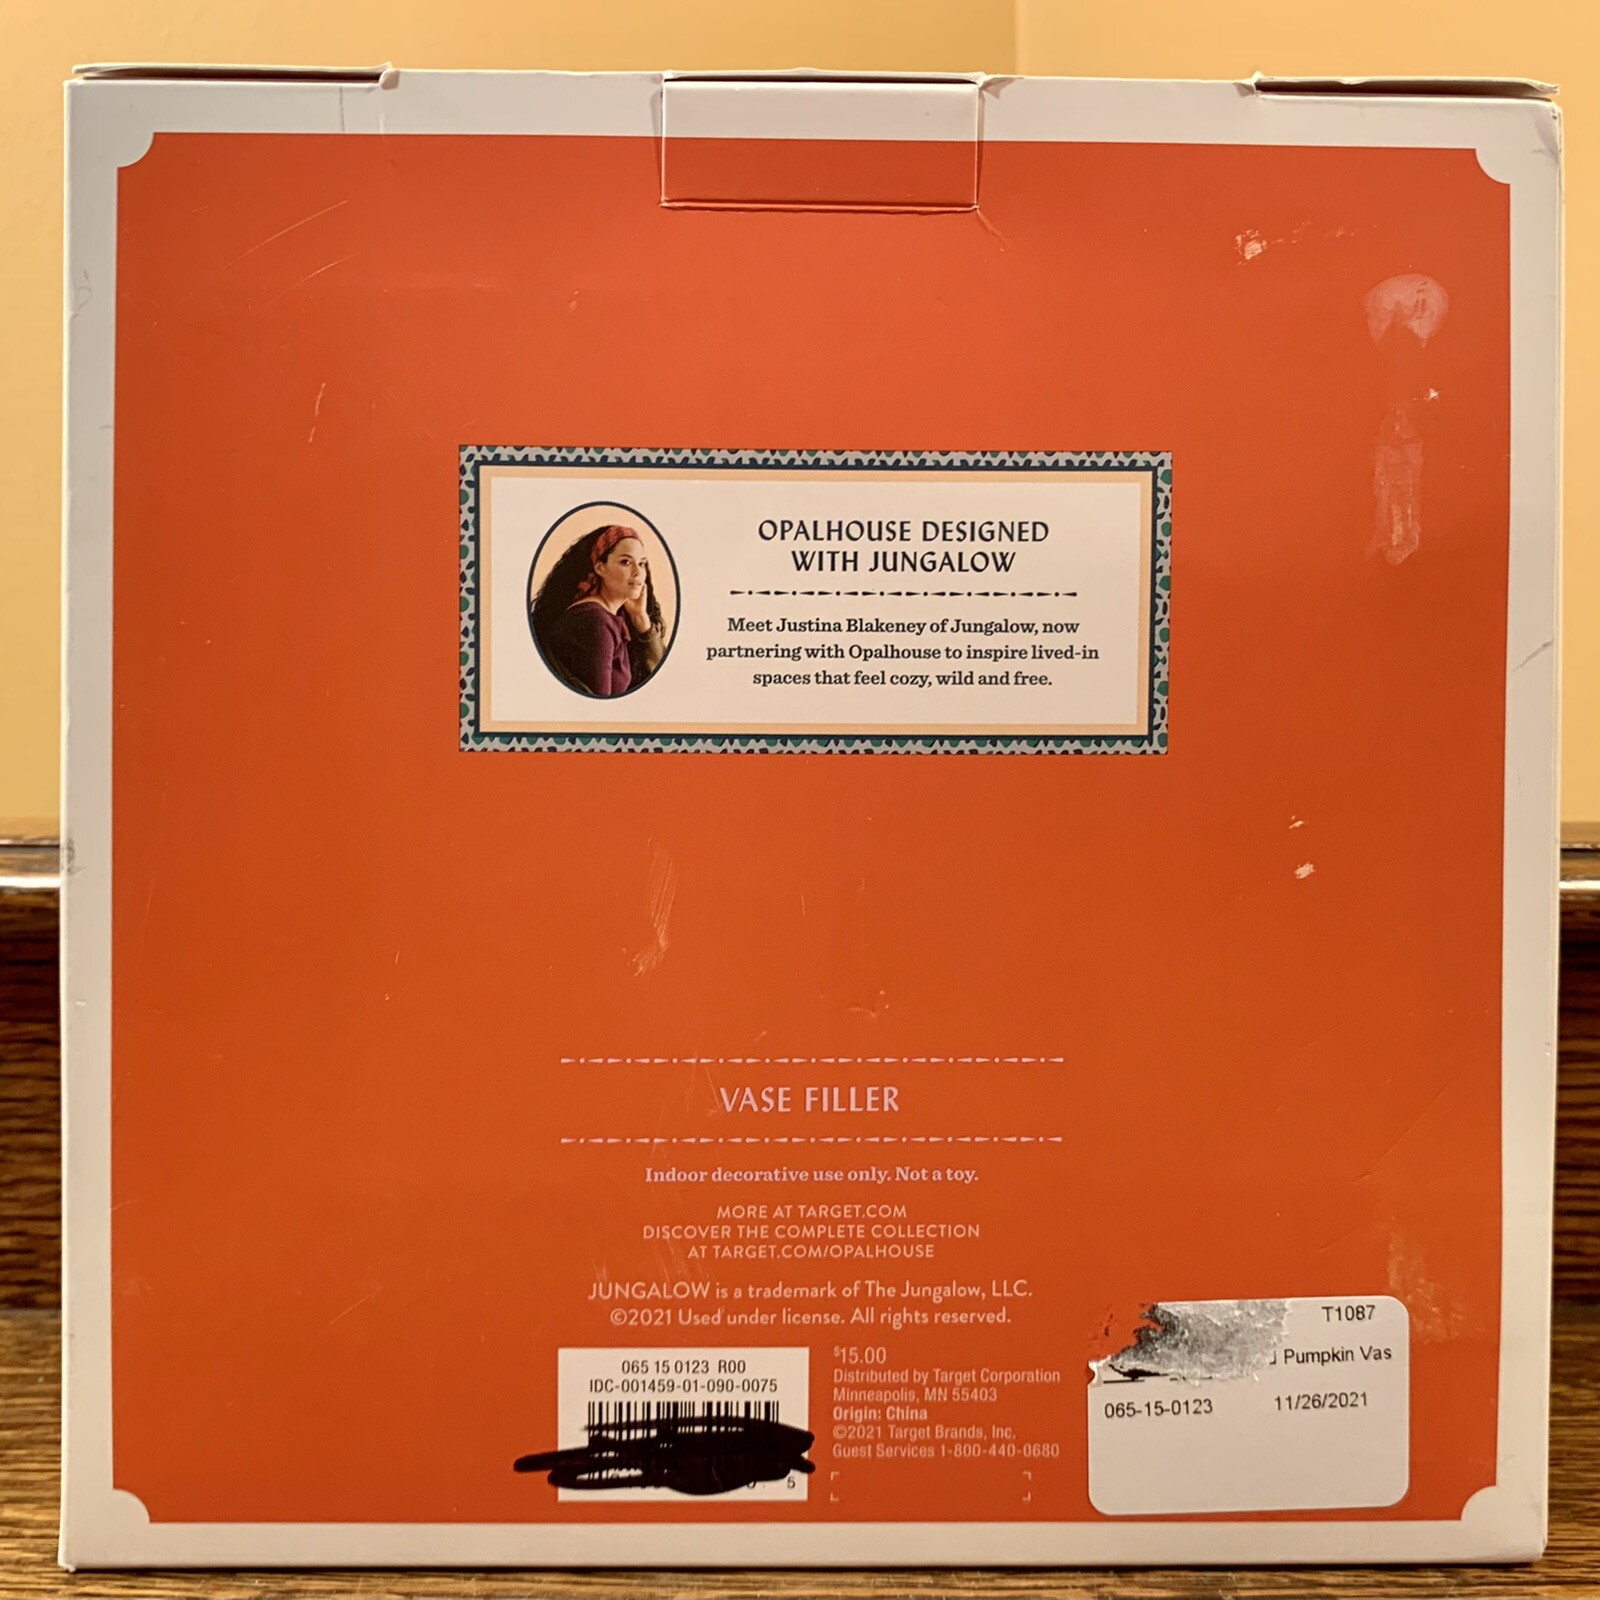 OPALHOUSE DESIGNED
WITH JUNGALOW
Meet Justina Blakeney of Jungalow, now
partnering with Opalhouse to inspire lived-in
spaces that feel cozy, wild and free.
VASE FILLER
Indoor decorative use only. Not a toy.
MORE AT TARGET.COM
DISCOVER THE COMPLETE COLLECTION
AT TARGET.COM/OPALHOUSE
JUNGALOW is a trademark of The Jungalow, LLC.
©2021 Used under license. All rights reserved.
065 15 0123 R00
IDC-001459-01-090-0075
5
$15.00
Distributed by Target Corporation
Minneapolis, MN 55403
Origin: China
©2021 Target Brands, Inc.
Guest Services 1-800-440-0680
T1087
Pumpkin Vas
065-15-0123 11/26/2021